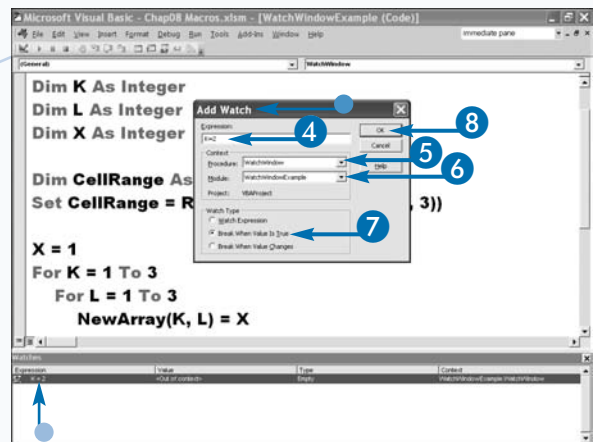 Microsoft Visual Basic - Chap08 Macros.xlsm - [WatchWindowExample (Code)]
File Edit View Insert Format Debug Run Tools Add-Ins Window Help
immediate pane
(General)
WatchWindow
Dim K As Integer
Dim L As Integer
Dim X As Integer
Dim CellRange As
Set CellRange = R , 3))
X = 1
For K = 1 To 3
For L = 1 To 3
NewArray(K, L) = X
Add Watch
Expression:
K=2
4
OK
8
Cancel
Help
Context
Procedure: WatchWindow
5
Module: WatchWindowExample
6
Project: VBAProject
Watch Type
Watch Expression
Break When Value Is True
7
Break When Value Changes
Watches
Expression Value Type Context
K = 2 <Out of context> Empty WatchWindowExample.WatchWindow